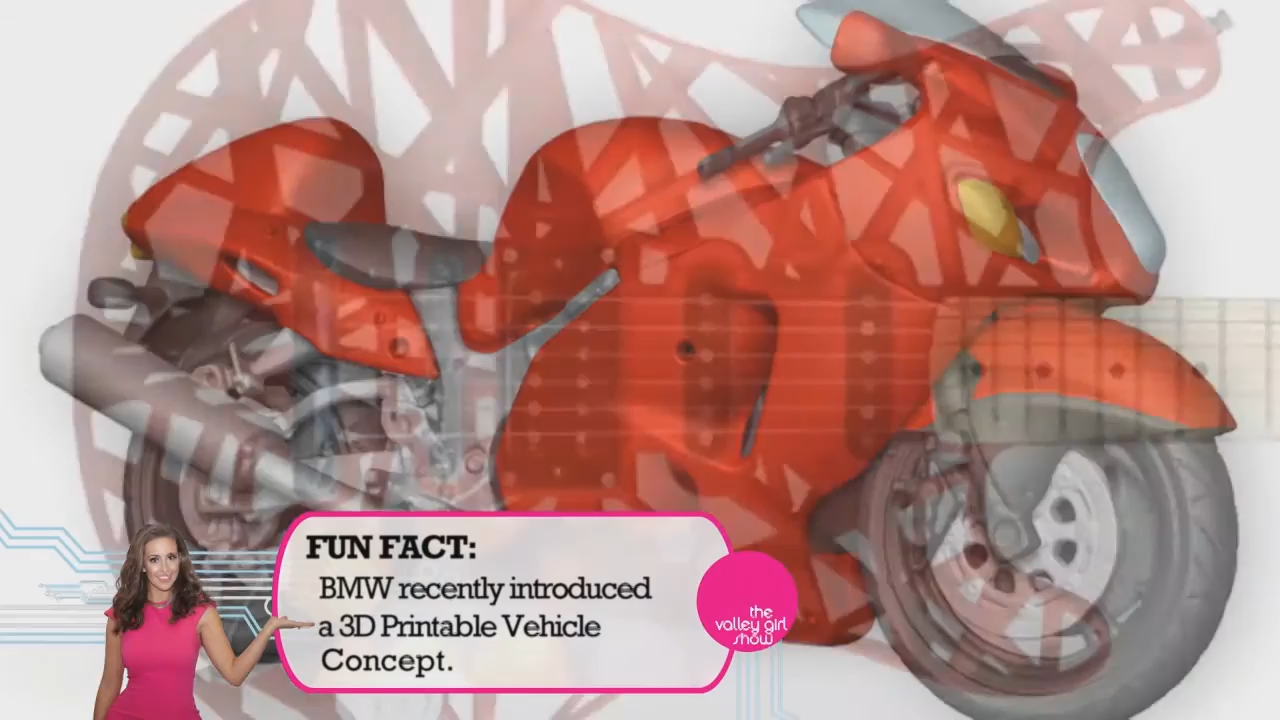 FUN FACT:
BMW recently introduced
a 3D Printable Vehicle
Concept.
the
valley girl
show